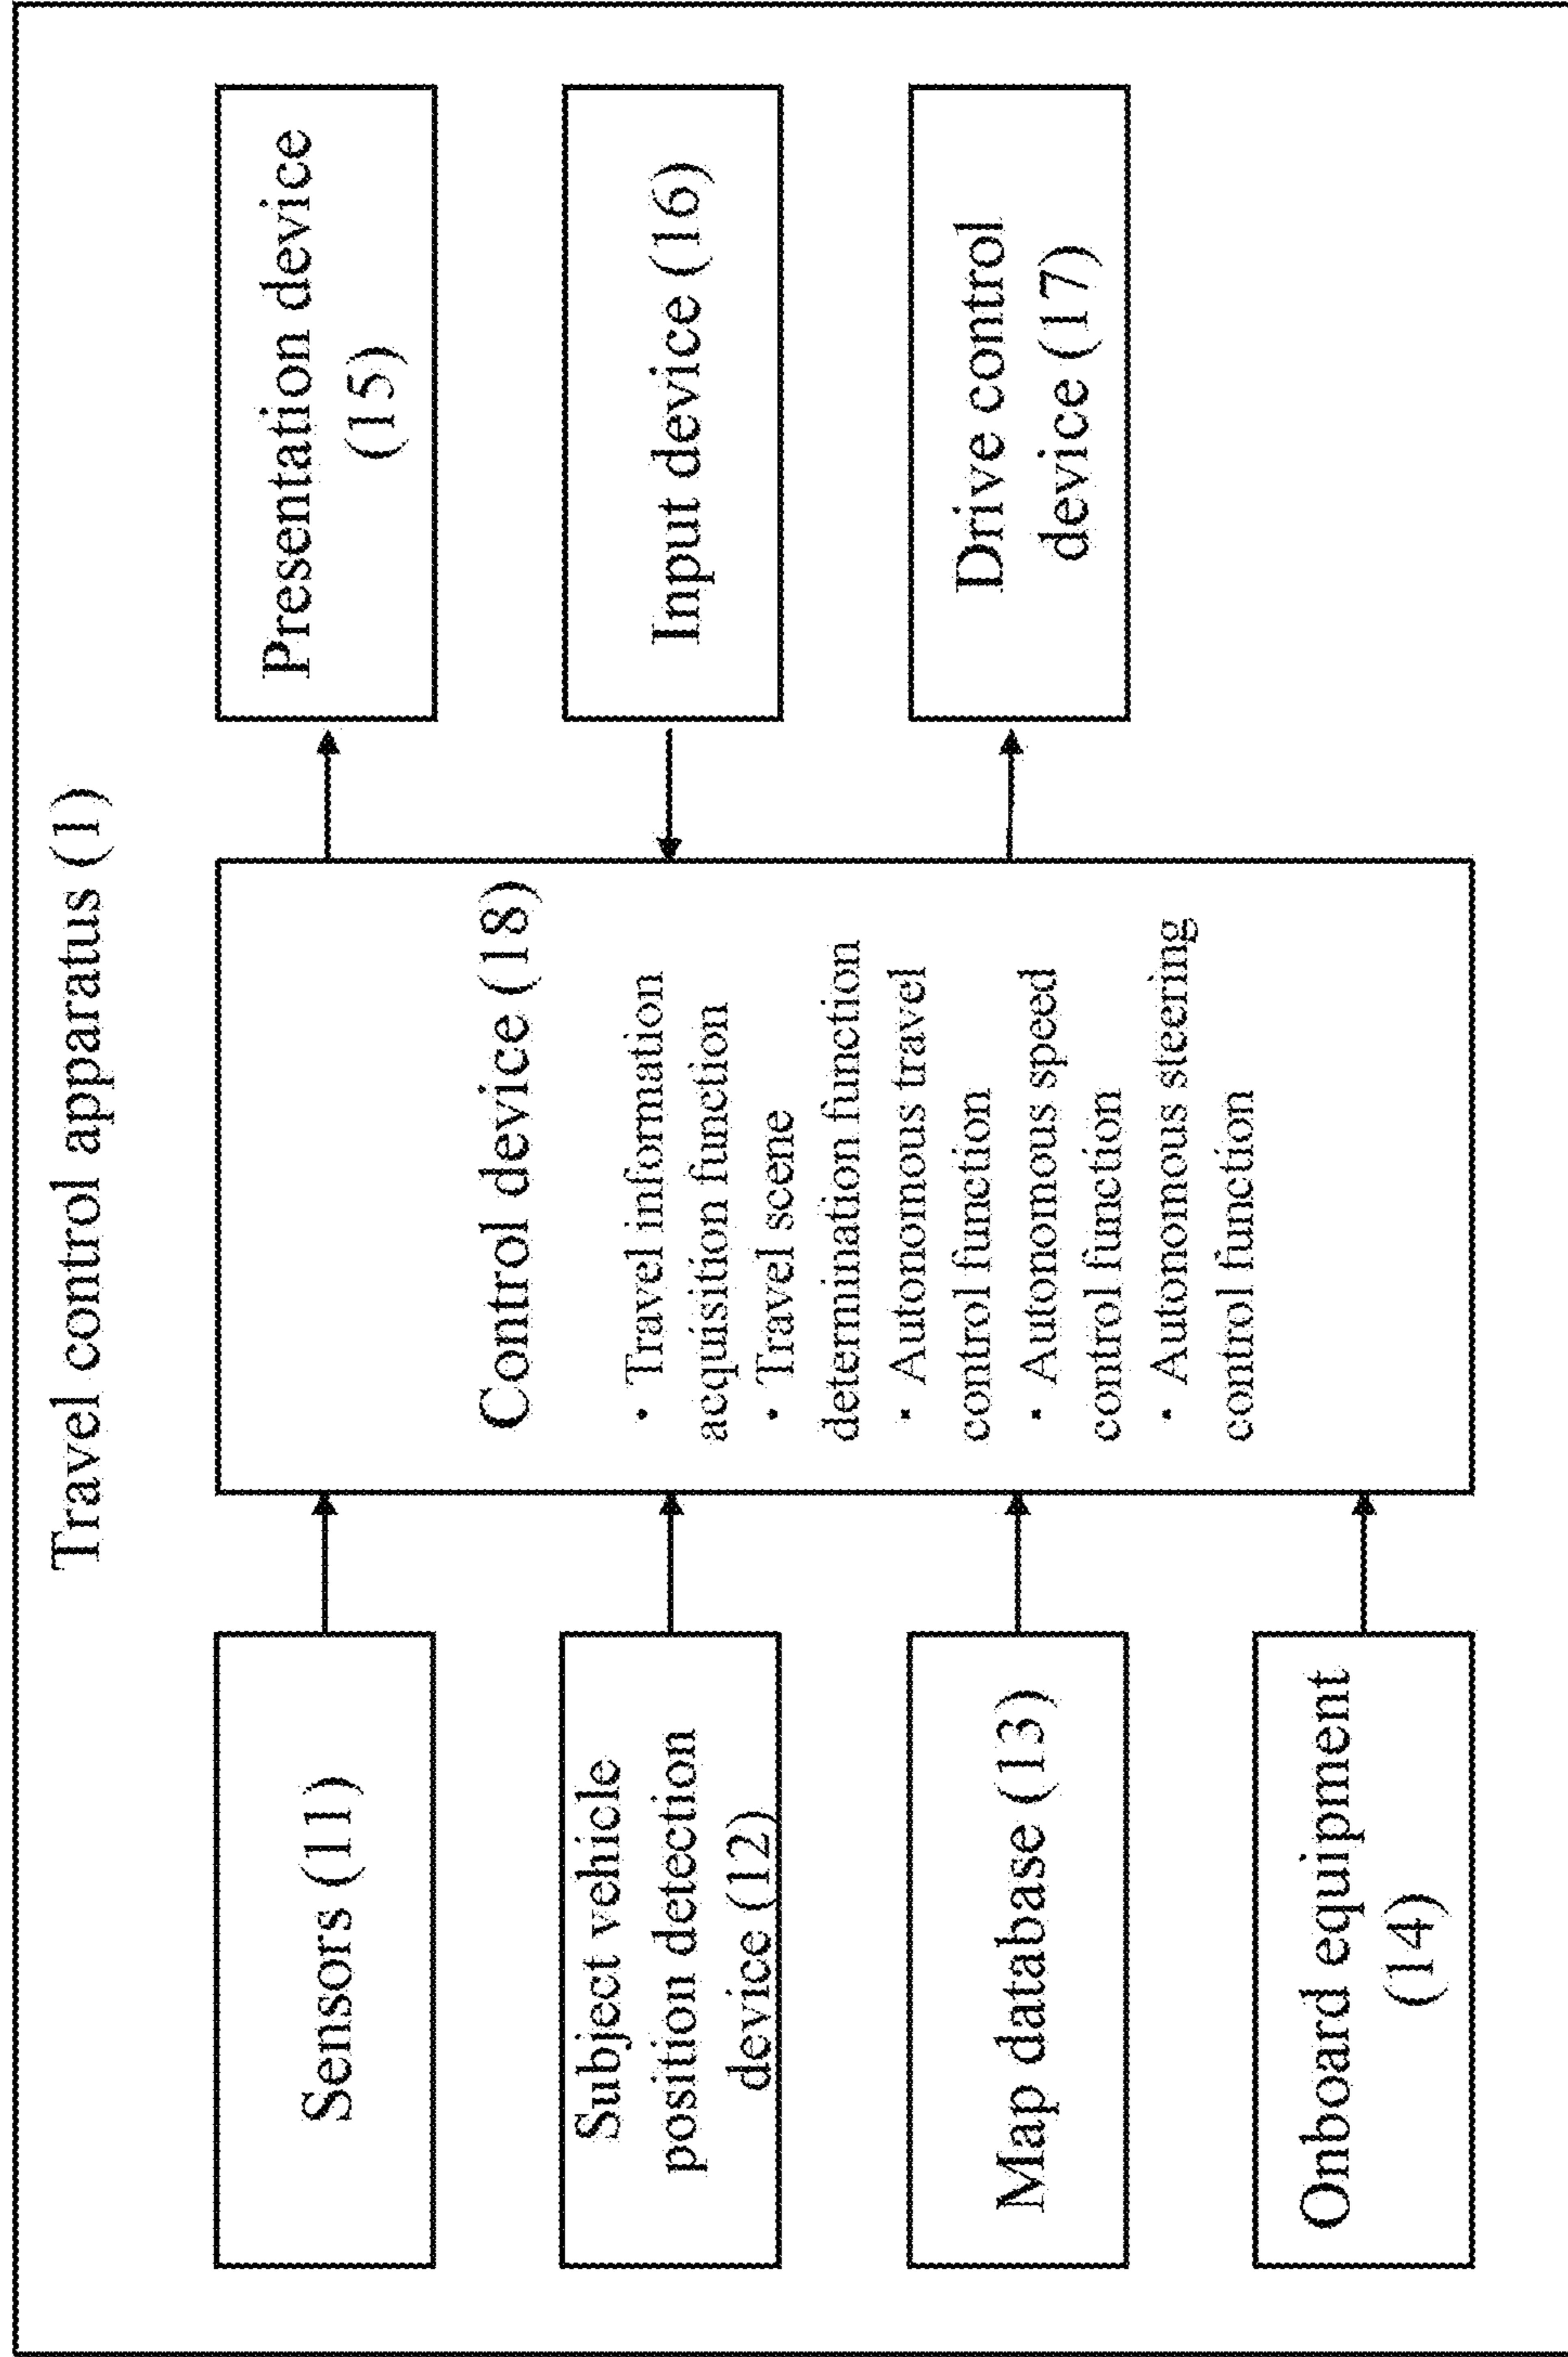 Travel control apparatus (1)
Sensors (11)
Subject vehicle
position detection
device (12)
Map database (13)
Onboard equipment
(14)
Control device (18)
・ Travel information
acquisition function
・ Travel scene
determination function
・ Autonomous travel
control function
・ Autonomous speed
control function
・ Autonomous steering
control function
Presentation device
(15)
Input device (16)
Drive control
device (17)